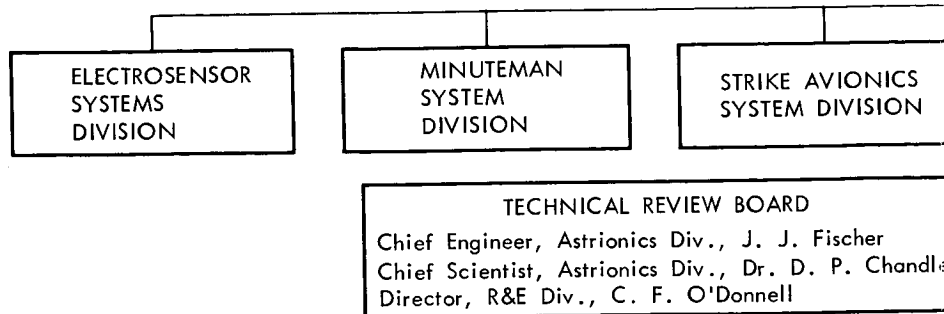 ELECTROSENSOR
SYSTEMS
DIVISION
MINUTEMAN
SYSTEM
DIVISION
STRIKE AVIONICS
SYSTEM DIVISION
TECHNICAL REVIEW BOARD
Chief Engineer, Astrionics Div., J. J. Fischer
Chief Scientist, Astrionics Div., Dr. D. P.
Director, R&E Div., C. F. O'Donnell